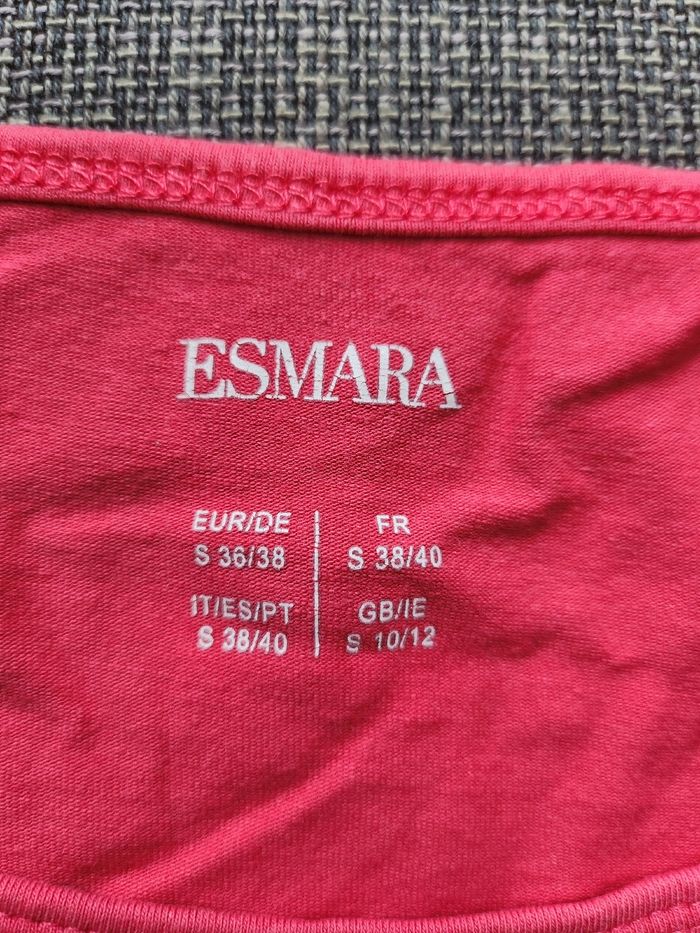 ESMARA
EUR/DE
S 36/38
FR
S 38/40
IT/ES/PT
S 38/40
GB/IE
S 10/12